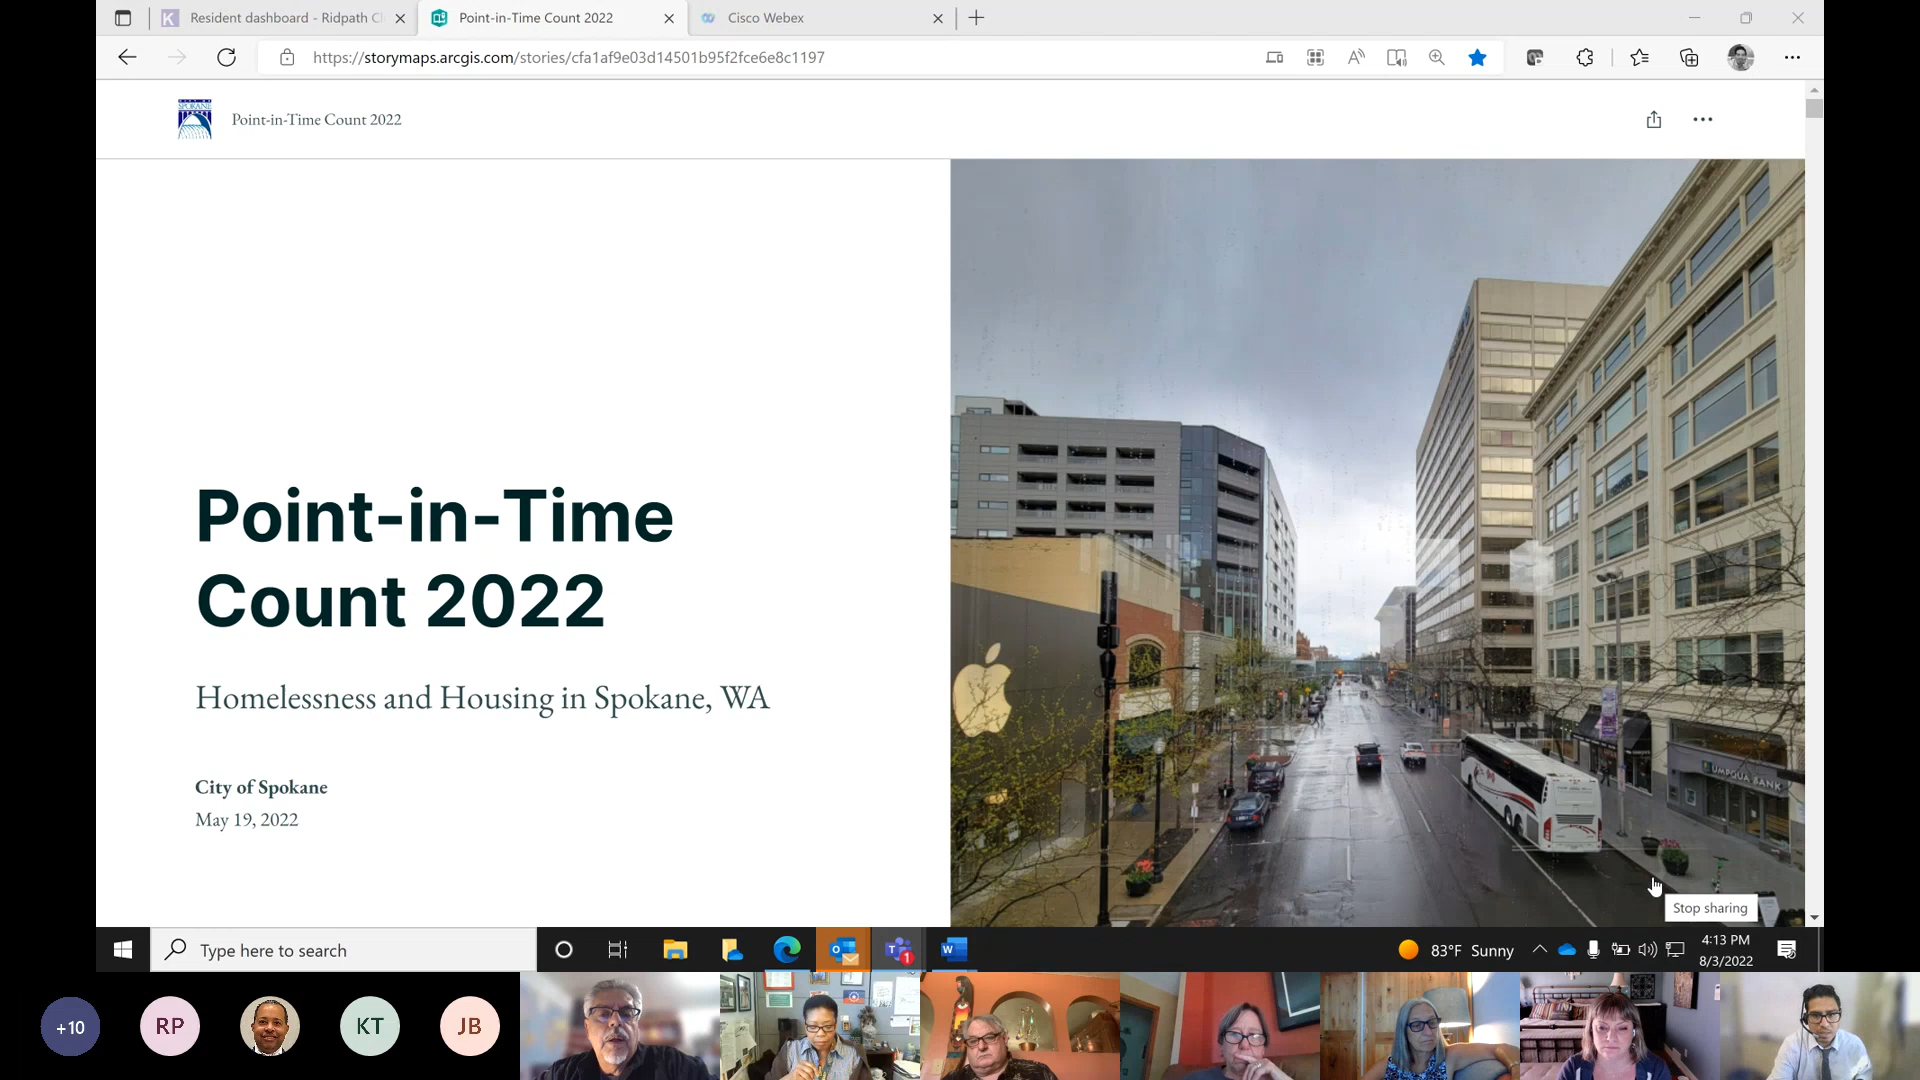 Resident dashboard - Ridpath Cl
Point-in-Time Count 2022
Cisco Webex
https://storymaps.arcgis.com/stories/cfa1af9e03d14501b95f2fce6e8c1197
SPOKANE
Point-in-Time Count 2022
Point-in-Time
Count 2022
Homelessness and Housing in Spokane, WA
City of Spokane
May 19, 2022
UMPQUA BANK
Stop sharing
Type here to search
1
83°F Sunny
4:13 PM
8/3/2022
+10
RP
KT
JB